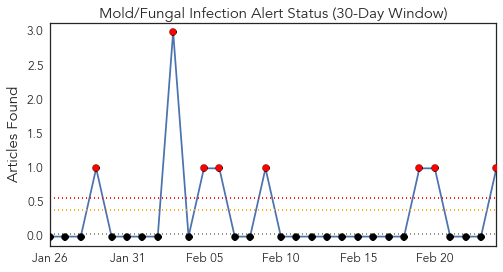 Mold/Fungal Infection Alert Status (30-Day Window)
Articles Found
3.0
2.5
2.0
1.5
1.0
0.5
0.0
Jan 26 Jan 31 Feb 05 Feb 10 Feb 15 Feb 20